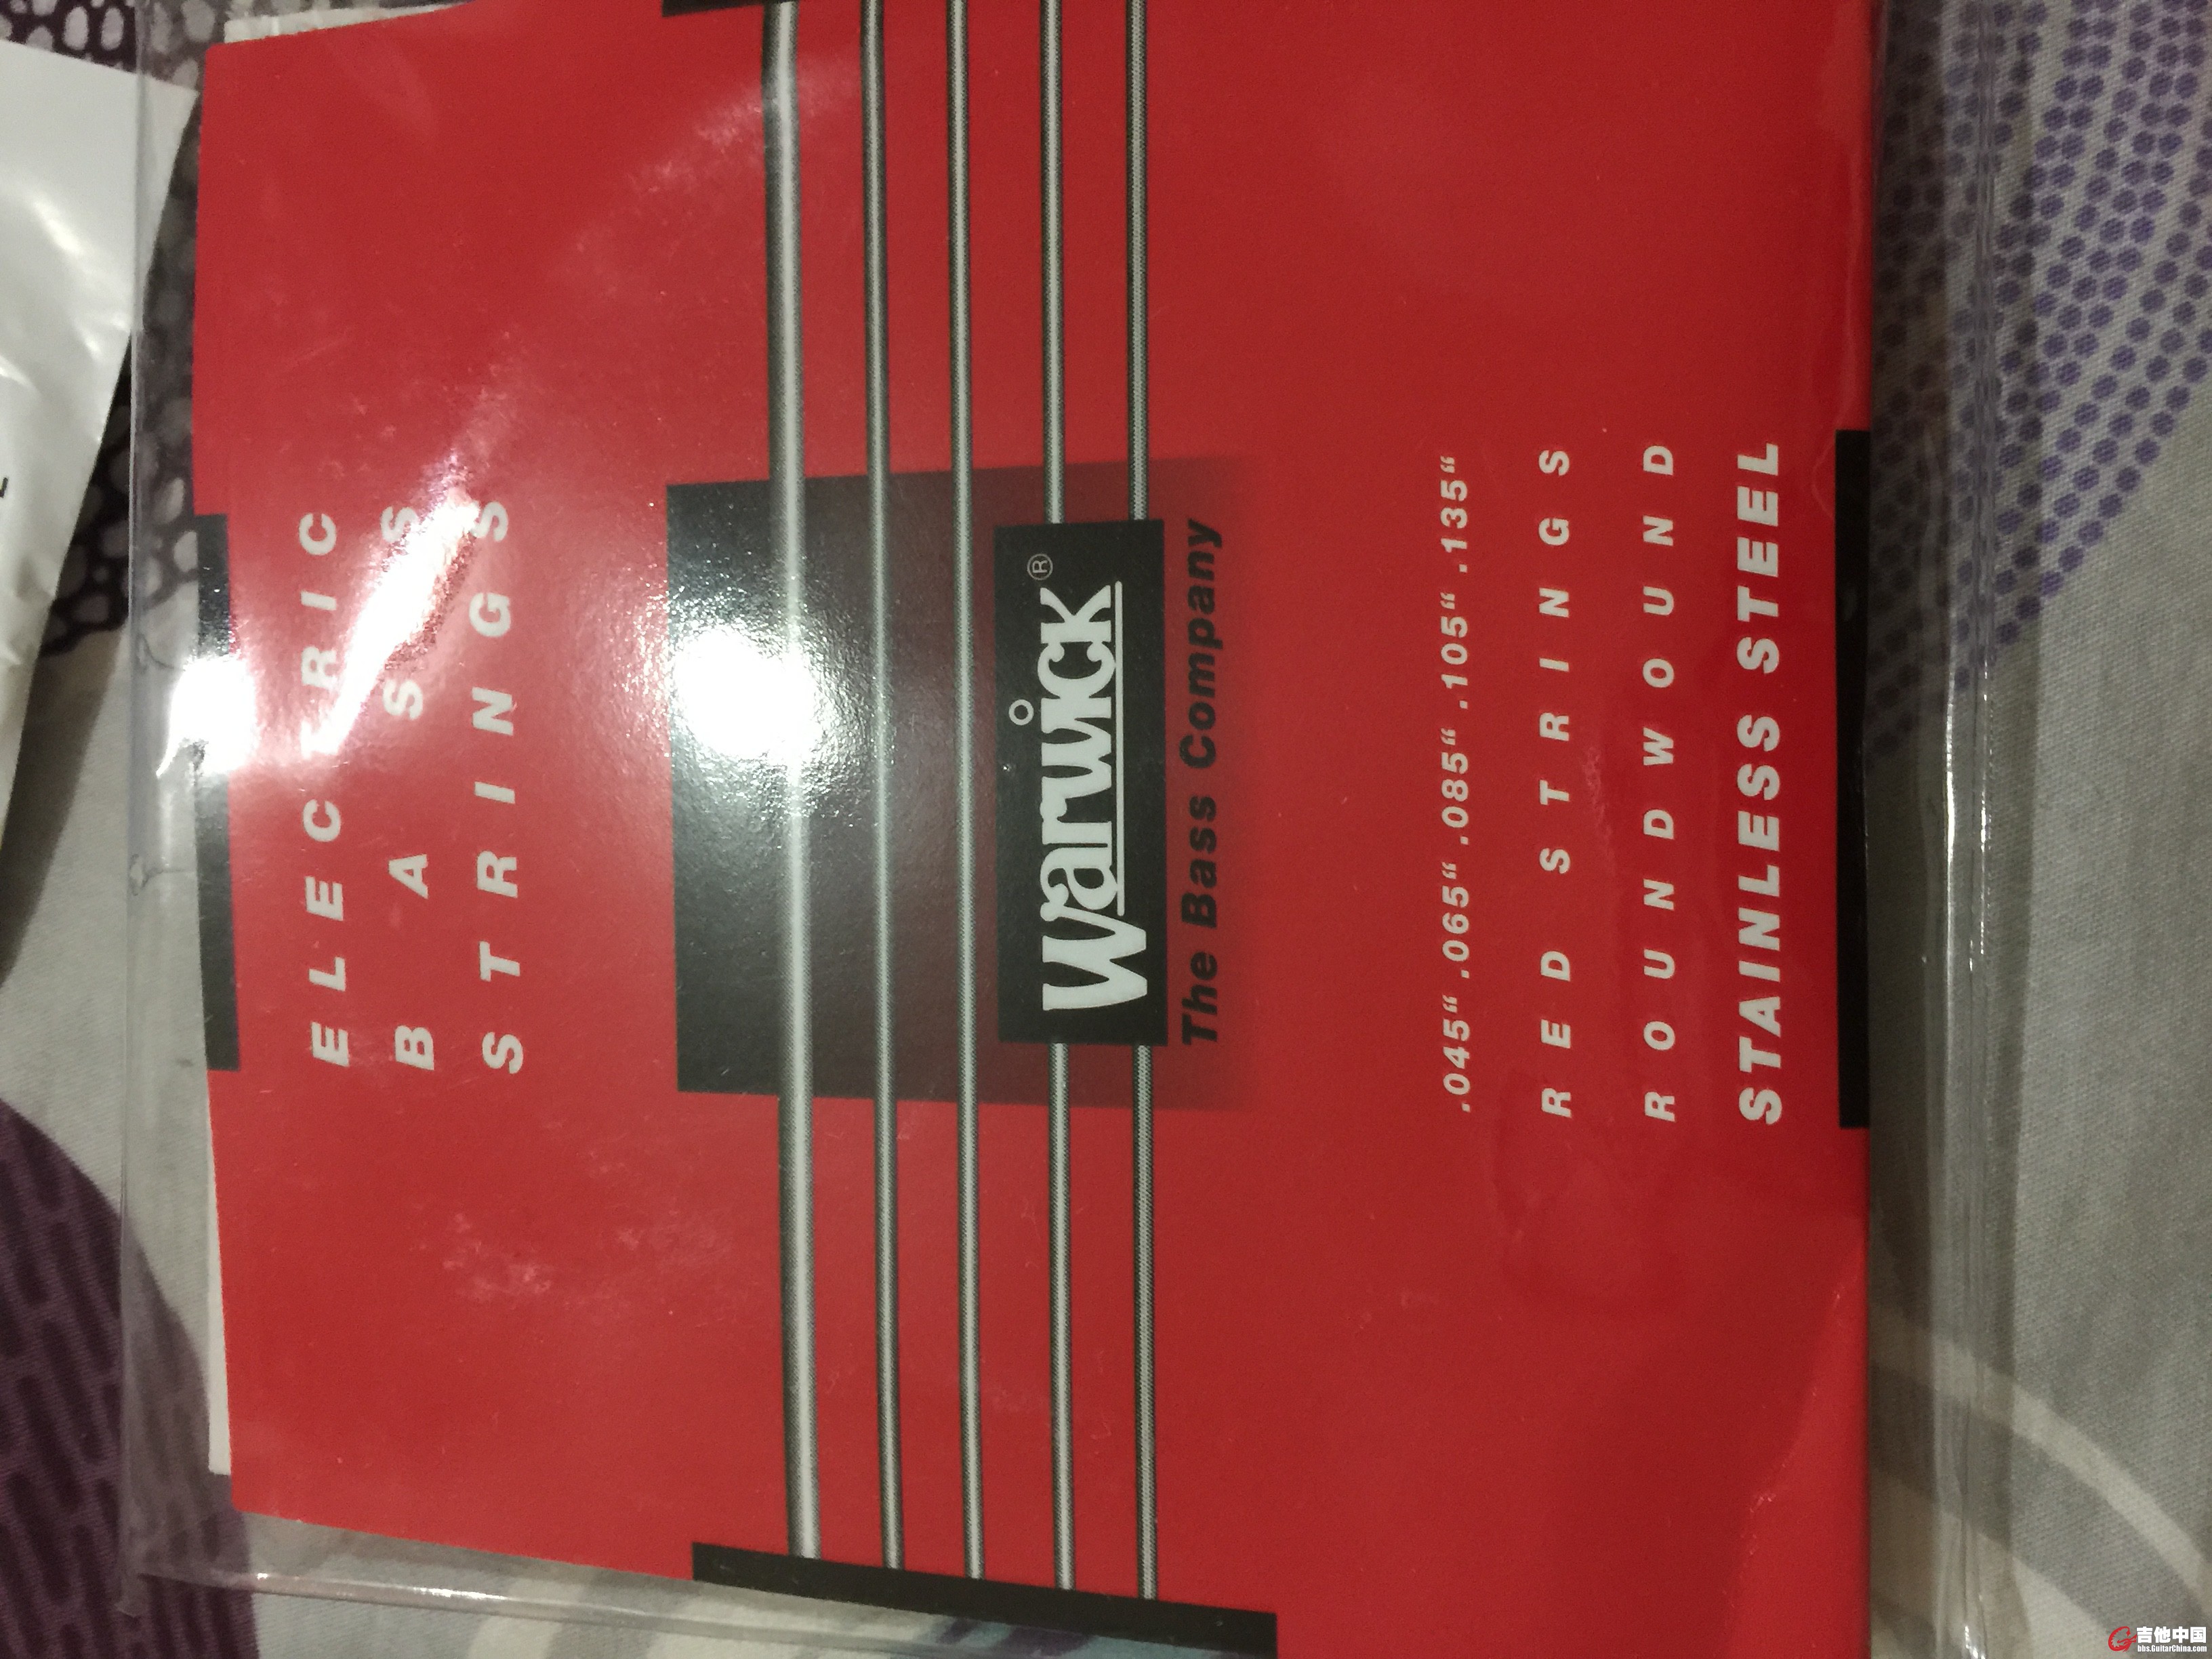 ELECTRIC
BASS
STRINGS
Warwick®
The Bass Company
.045“ .065“ .085“ .105“ .135“
RED STRINGS
ROUNDWOUND
STAINLESS STEEL
吉他中国
bbs.GuitarChina.com